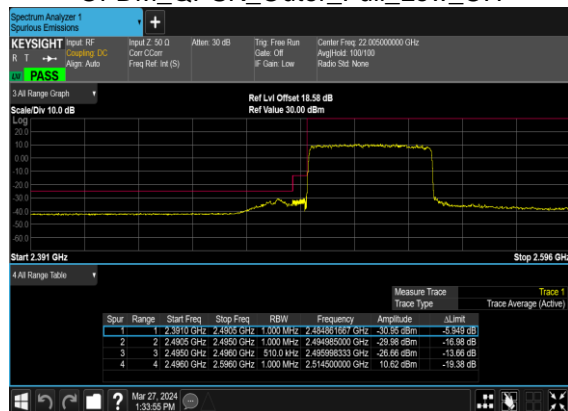 Spectrum Analyzer 1
Spurious Emissions
KEYSIGHT Input: RF Input Z: 50 Ω Atten: 30 dB Trig: Free Run Center Freq: 22.005000000 GHz
R T Coupling: DC Corr CCorr Gate: Off Avg|Hold: 100/100
Align: Auto Freq Ref: Int (S) IF Gain: Low Radio Std: None
LXI PASS
3 All Range Graph
Ref Lvl Offset 18.58 dB
Scale/Div 10.0 dB Ref Value 30.00 dBm
Log
20.0
10.0
0.00
-10.0
-20.0
-30.0
-40.0
-50.0
-60.0
Start 2.391 GHz Stop 2.596 GHz
4 All Range Table
Measure Trace Trace 1
Trace Type Trace Average (Active)
Spur Range Start Freq Stop Freq RBW Frequency Amplitude ΔLimit
1 1 2.3910 GHz 2.4905 GHz 1.000 MHz 2.484861667 GHz -30.95 dBm -5.949 dB
2 2 2.4905 GHz 2.4950 GHz 1.000 MHz 2.494985000 GHz -29.98 dBm -16.98 dB
3 3 2.4950 GHz 2.4960 GHz 510.0 kHz 2.495998333 GHz -26.66 dBm -13.66 dB
4 4 2.4960 GHz 2.5960 GHz 1.000 MHz 2.514500000 GHz 10.62 dBm -19.38 dB
Mar 27, 2024
1:33:55 PM